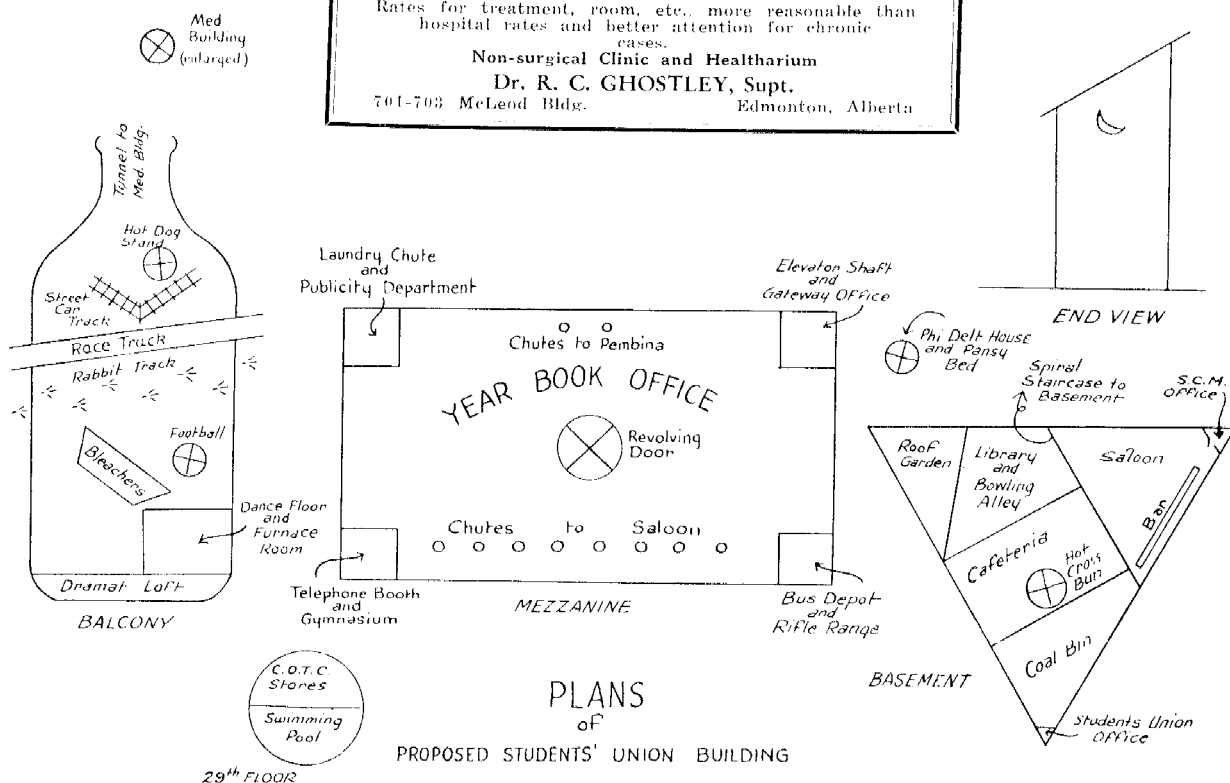 Rates for treatment, room, etc., more reasonable than
hospital rates and better attention for chronic
cases.
Non-surgical Clinic and Healtharium
Dr. R. C. GHOSTLEY, Supt.
701-703 McLeod Bldg. Edmonton, Alberta
Med
Building
(enlarged)
Tunnel to
Med. Bldg.
Hot Dog
Stand
Street
Car
Track
Race Track
Rabbit Track
Football
Bleachers
Dance Floor
and
Furnace
Room
Dramat Loft
BALCONY
Laundry Chute
and
Publicity Department
Elevator Shaft
and
Gateway Office
Chutes to Pembina
YEAR BOOK OFFICE
Revolving
Door
Chutes to Saloon
Telephone Booth
and
Gymnasium
MEZZANINE
Bus Depot
and
Rifle Range
END VIEW
Phi Delt House
and Pansy
Bed
Spiral
Staircase to
Basement
S.C.M.
OFFICE
Roof
Garden
Library
and
Bowling
Alley
Saloon
Bar
Cafeteria
Hot
Cross
Bun
Coal Bin
BASEMENT
Students Union
Office
C.O.T.C.
Stores
Swimming
Pool
29th FLOOR
PLANS
of
PROPOSED STUDENTS' UNION BUILDING